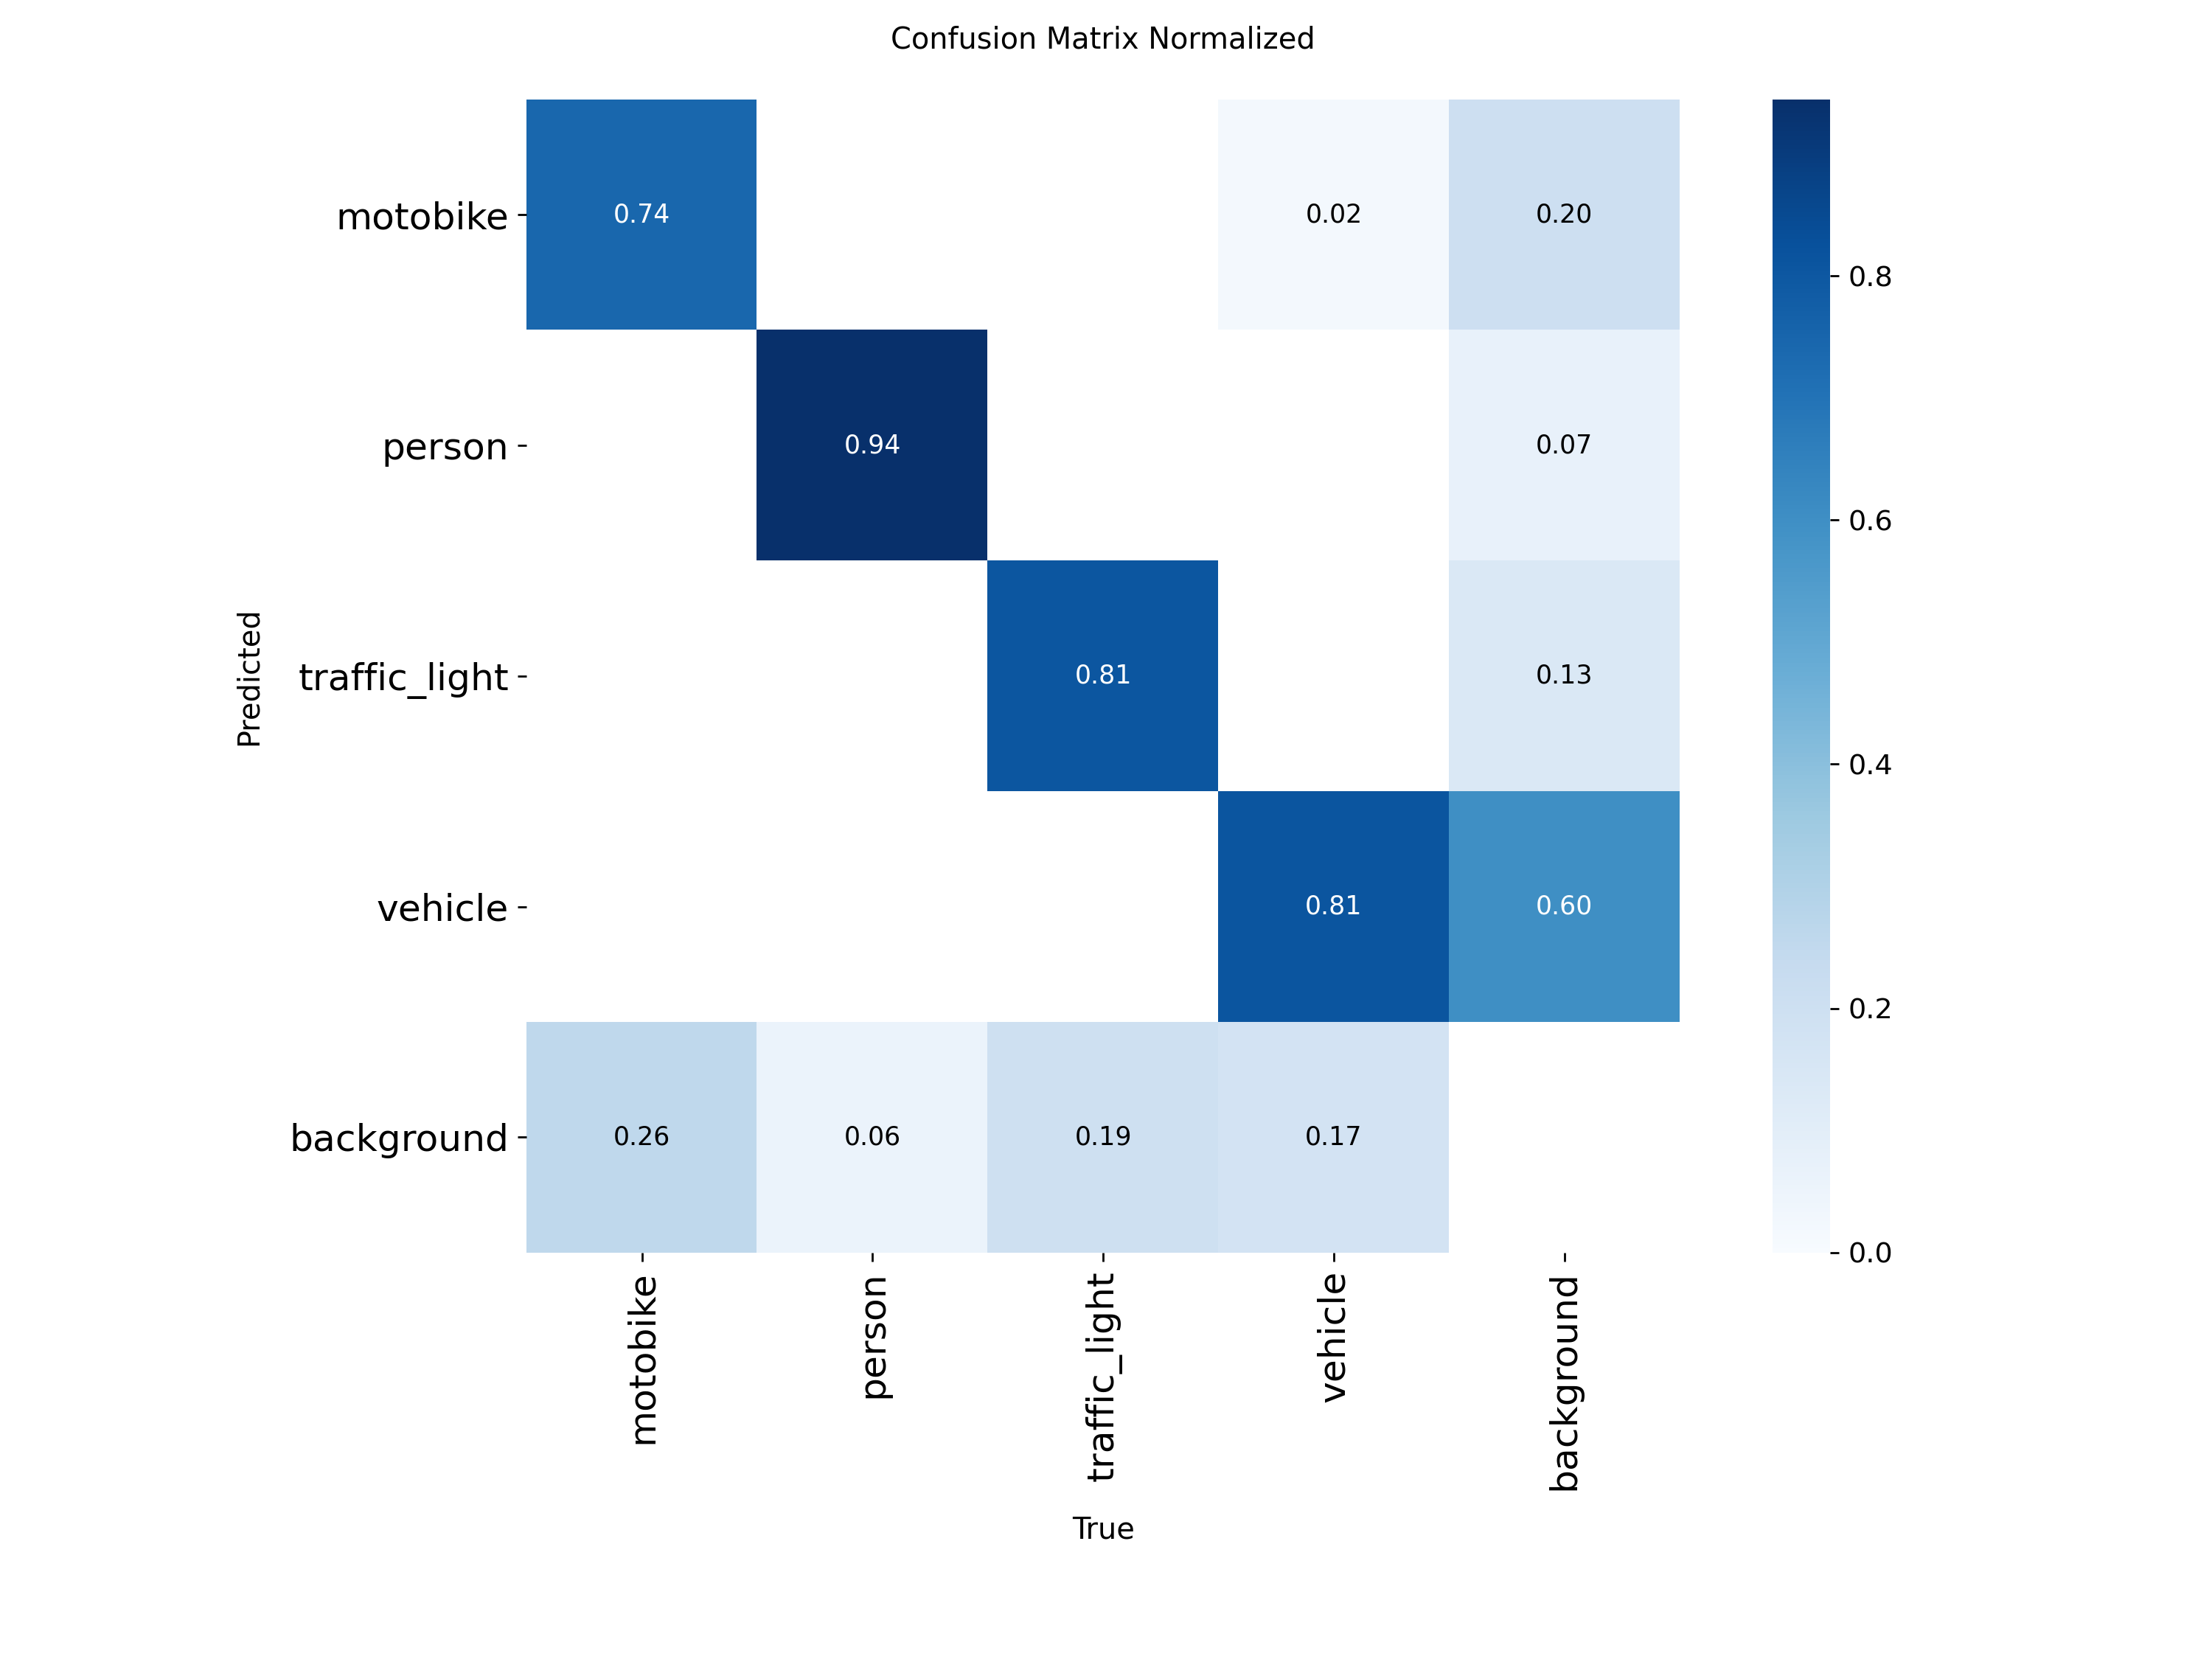 Confusion Matrix Normalized
motobike
0.74
0.02
0.20
person
0.94
0.07
traffic_light
0.81
0.13
vehicle
0.81
0.60
background
0.26
0.06
0.19
0.17
Predicted
motobike
person
traffic_light
vehicle
background
True
0.8
0.6
0.4
0.2
0.0